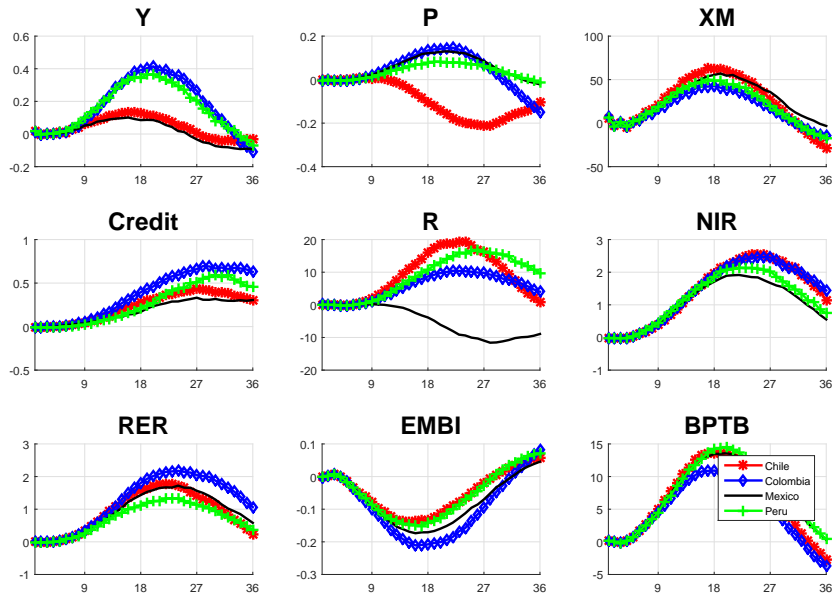 Y
0.6
0.4
0.2
0
-0.2
9 18 27 36
P
0.2
0
-0.2
-0.4
9 18 27 36
XM
100
50
0
-50
9 18 27 36
Credit
1
0.5
0
-0.5
9 18 27 36
R
20
10
0
-10
-20
9 18 27 36
NIR
3
2
1
0
-1
9 18 27 36
RER
3
2
1
0
-1
9 18 27 36
EMBI
0.1
0
-0.1
-0.2
-0.3
9 18 27 36
BPTB
15
10
5
0
-5
9 18 27 36
Chile
Colombia
Mexico
Peru